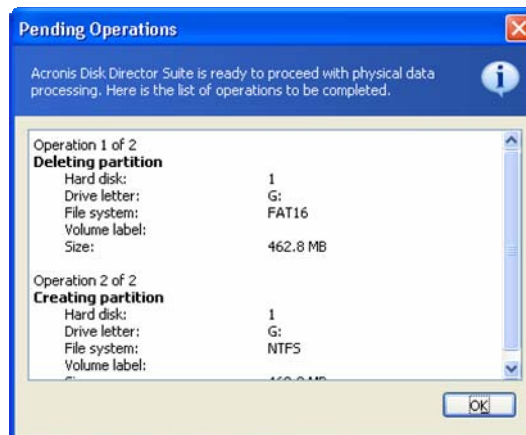 Pending Operations
Acronis Disk Director Suite is ready to proceed with physical data
processing. Here is the list of operations to be completed.
Operation 1 of 2
Deleting partition
Hard disk: 1
Drive letter: G:
File system: FAT16
Volume label:
Size: 462.8 MB
Operation 2 of 2
Creating partition
Hard disk: 1
Drive letter: G:
File system: NTFS
Volume label:
OK